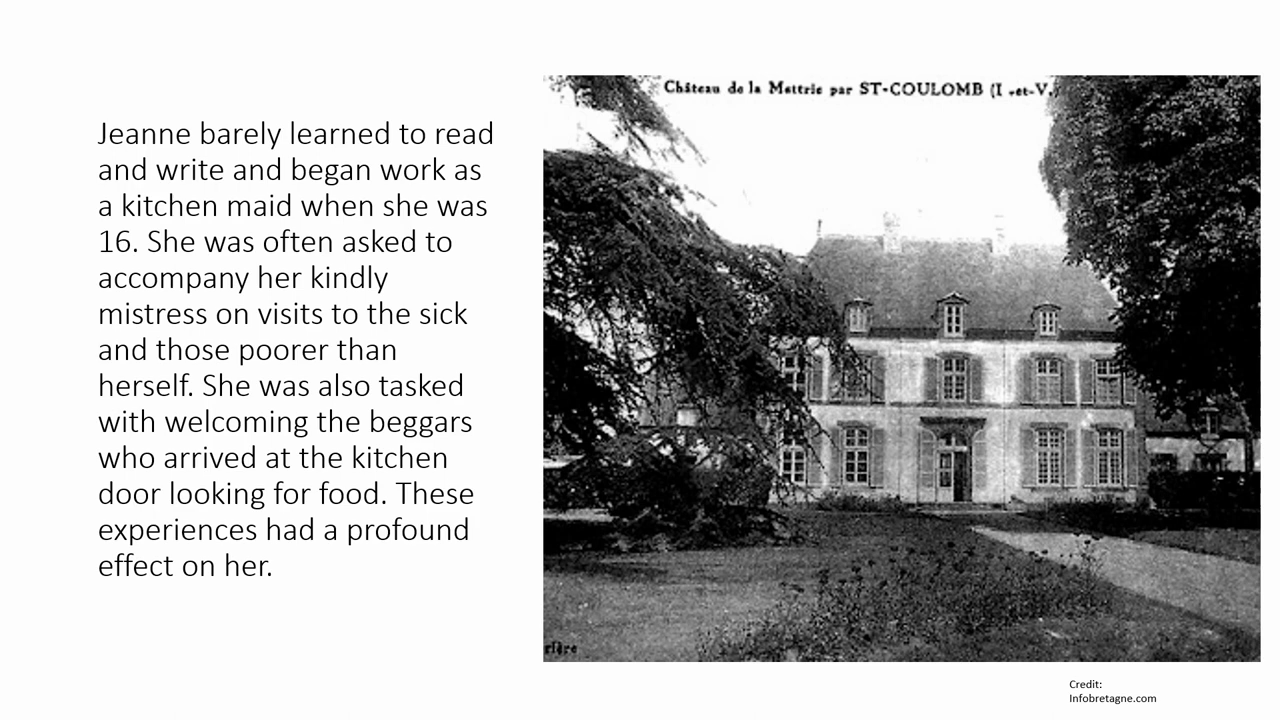 Jeanne barely learned to read
and write and began work as
a kitchen maid when she was
16. She was often asked to
accompany her kindly
mistress on visits to the sick
and those poorer than
herself. She was also tasked
with welcoming the beggars
who arrived at the kitchen
door looking for food. These
experiences had a profound
effect on her.
Château de la Mettrie par ST-COULOMB (I -et-V.)
rière
Credit:
Infobretagne.com